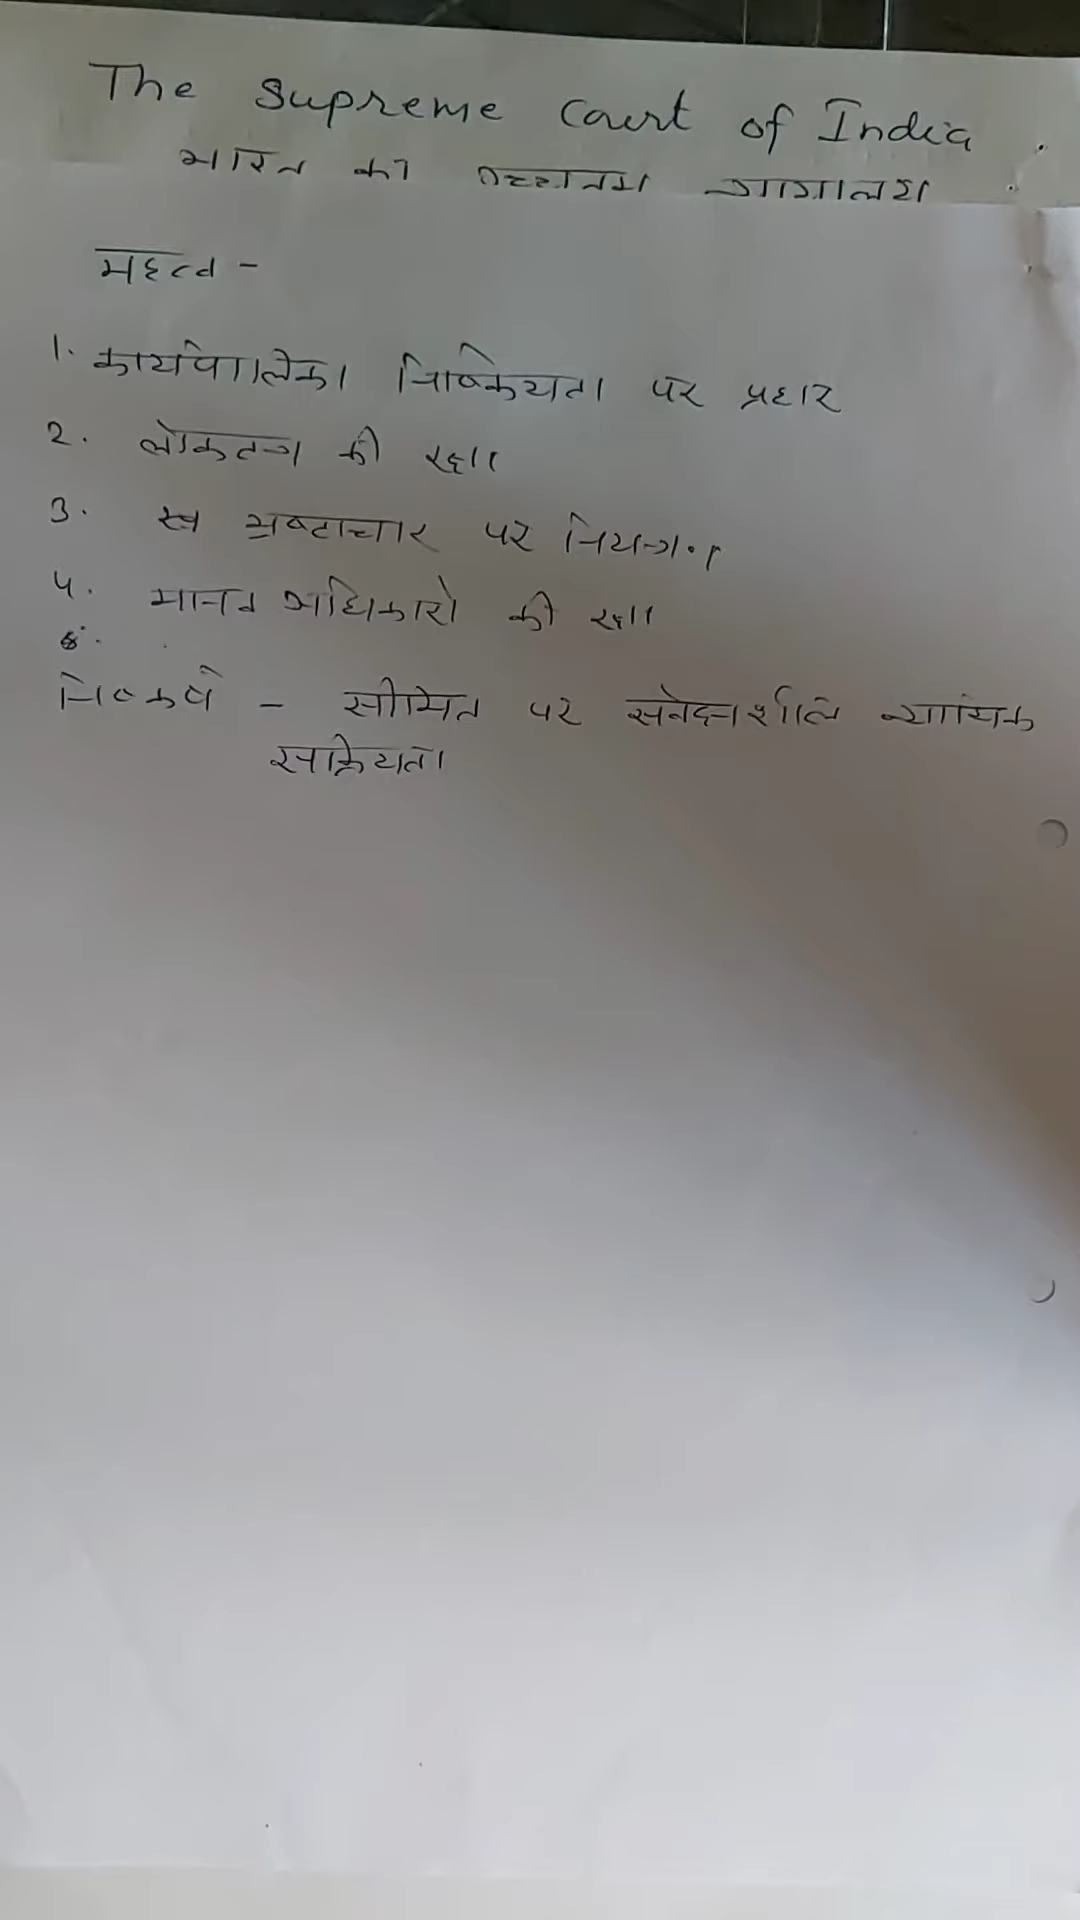 The Supreme Court of India
भारत का उच्चतम न्यायालय
महत्व -
1. कार्यपालिका निष्क्रियता पर प्रहार
2. लोकतन्त्र की रक्षा
3. भ्रष्टाचार पर नियन्त्रण
4. मानव अधिकारो की रक्षा
निष्कर्ष - सीमित पर संवेदनशील न्यायिक
सक्रियता